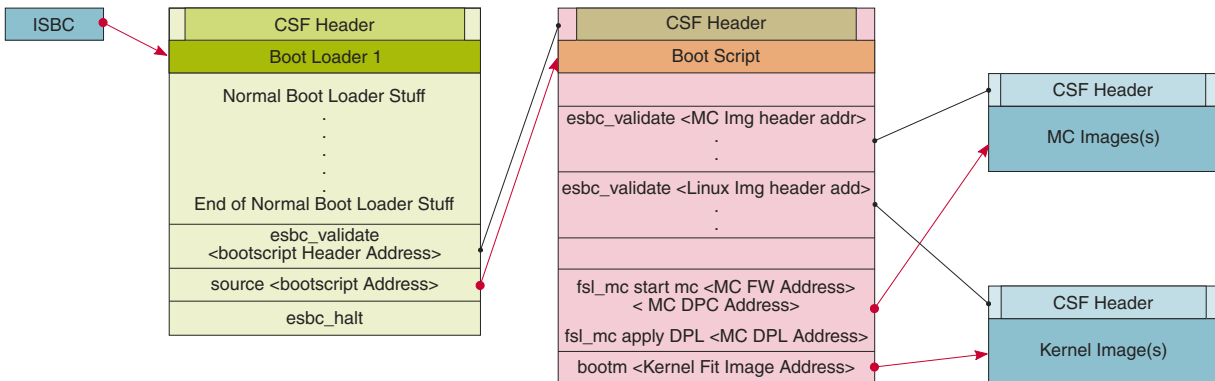 ISBC
CSF Header
Boot Loader 1
Normal Boot Loader Stuff
.
.
.
.
.
End of Normal Boot Loader Stuff
esbc_validate
<bootscript Header Address>
source <bootscript Address>
esbc_halt
CSF Header
Boot Script
esbc_validate <MC Img header addr>
.
.
esbc_validate <Linux Img header add>
.
.
fsl_mc start mc <MC FW Address>
< MC DPC Address>
fsl_mc apply DPL <MC DPL Address>
bootm <Kernel Fit Image Address>
CSF Header
MC Images(s)
CSF Header
Kernel Image(s)